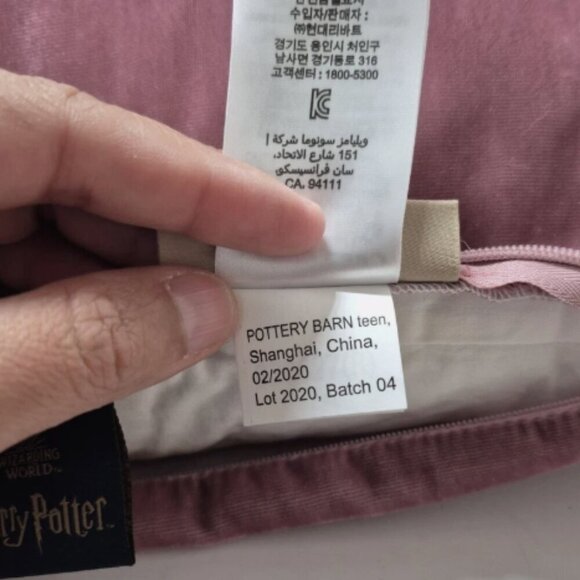 수입자/판매자 :
㈜현대리바트
경기도 용인시 처인구
남사면 경기동로 316
고객센터 : 1800-5300
ويليامز سونوما شركة |
151 شارع الاتحاد،
سان فرانسيسكو،
CA. 94111
POTTERY BARN teen,
Shanghai, China,
02/2020
Lot 2020, Batch 04
WIZARDING
WORLD™
rry Potter™